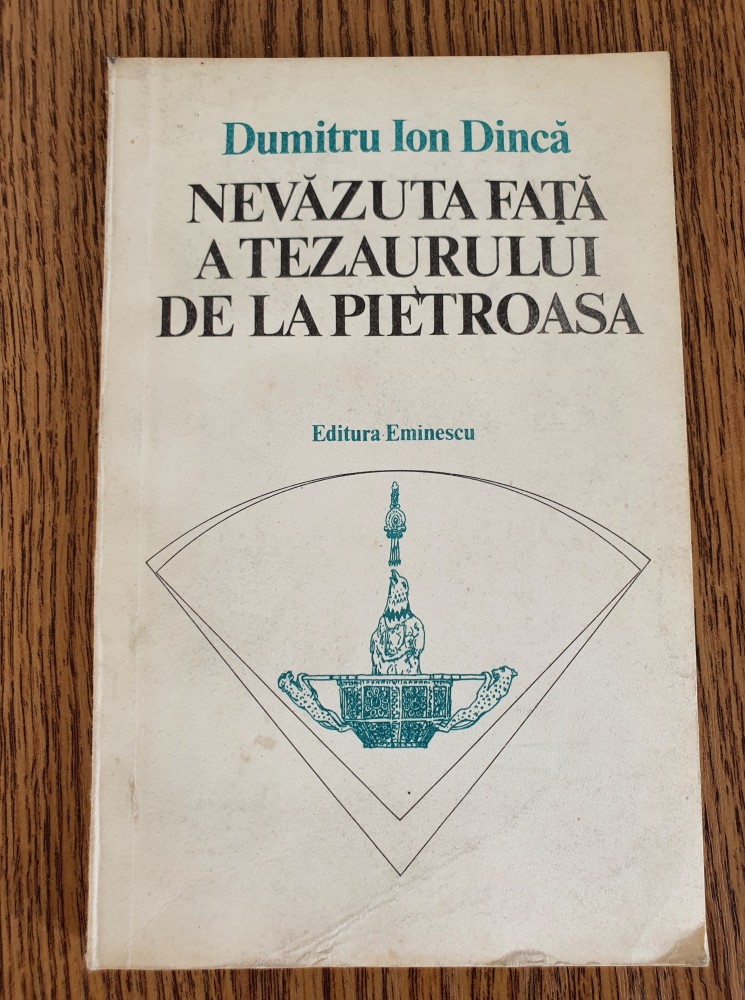 Dumitru Ion Dincă
NEVĂZUTA FAȚĂ
A TEZAURULUI
DE LA PIETROASA
Editura Eminescu